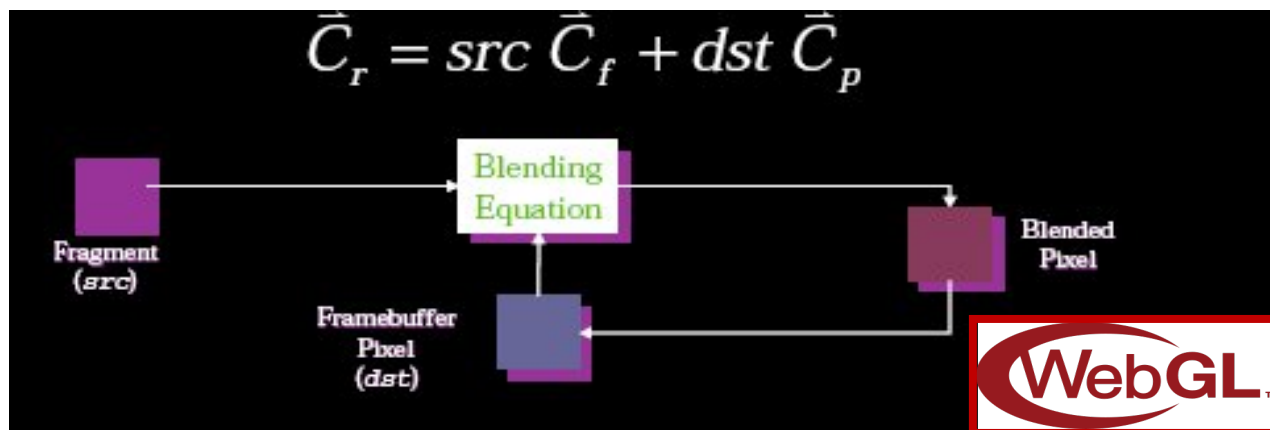 C⃗r = src C⃗f + dst C⃗p
Blending
Equation
Fragment
(src)
Blended
Pixel
Framebuffer
Pixel
(dst)
WebGL